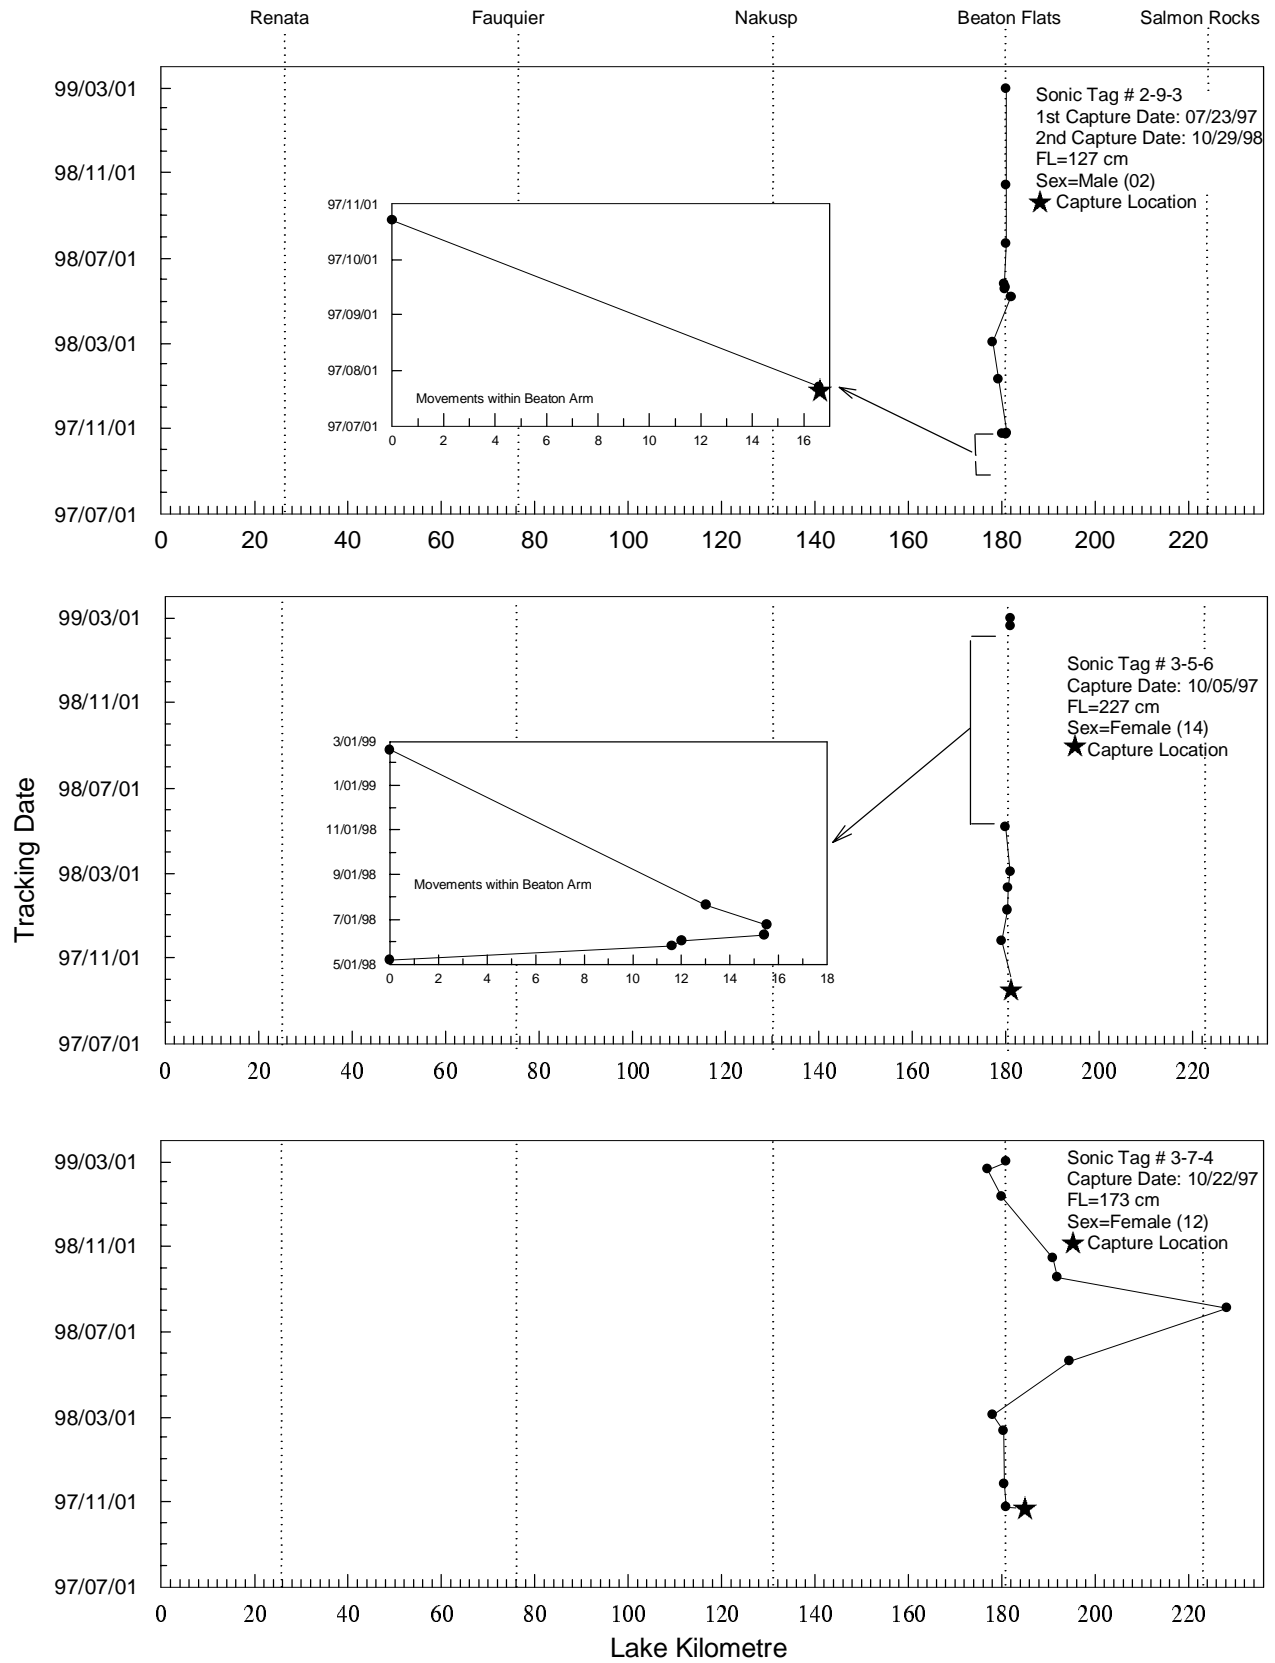 Renata Fauquier Nakusp Beaton Flats Salmon Rocks
99/03/01
98/11/01
98/07/01
98/03/01
97/11/01
97/07/01
0 20 40 60 80 100 120 140 160 180 200 220
Sonic Tag # 2-9-3
1st Capture Date: 07/23/97
2nd Capture Date: 10/29/98
FL=127 cm
Sex=Male (02)
Capture Location
97/11/01
97/10/01
97/09/01
97/08/01
97/07/01
Movements within Beaton Arm
0 2 4 6 8 10 12 14 16
Tracking Date
99/03/01
98/11/01
98/07/01
98/03/01
97/11/01
97/07/01
0 20 40 60 80 100 120 140 160 180 200 220
Sonic Tag # 3-5-6
Capture Date: 10/05/97
FL=227 cm
Sex=Female (14)
Capture Location
3/01/99
1/01/99
11/01/98
9/01/98
7/01/98
5/01/98
Movements within Beaton Arm
0 2 4 6 8 10 12 14 16 18
99/03/01
98/11/01
98/07/01
98/03/01
97/11/01
97/07/01
0 20 40 60 80 100 120 140 160 180 200 220
Sonic Tag # 3-7-4
Capture Date: 10/22/97
FL=173 cm
Sex=Female (12)
Capture Location
Lake Kilometre